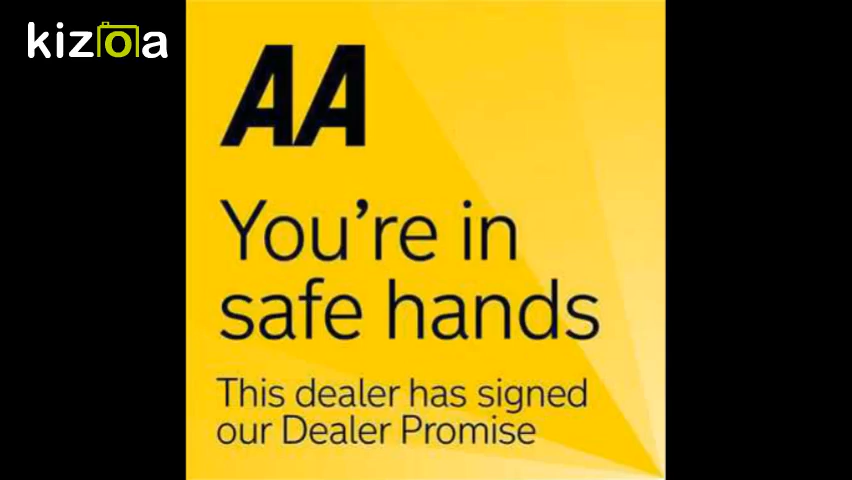 kizoa
AA
You're in
safe hands
This dealer has signed
our Dealer Promise